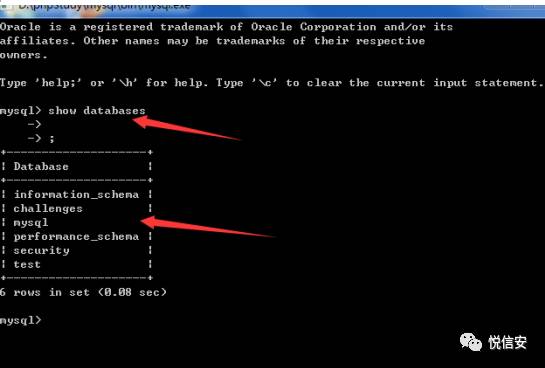 D:\phpStudy\mysql\bin\mysql.exe
Oracle is a registered trademark of Oracle Corporation and/or its
affiliates. Other names may be trademarks of their respective
owners.
Type 'help;' or '\h' for help. Type '\c' to clear the current input statement.
mysql> show databases
->
-> ;
+--------------------+
| Database |
+--------------------+
| information_schema |
| challenges |
| mysql |
| performance_schema |
| security |
| test |
+--------------------+
6 rows in set (0.08 sec)
mysql>
悦信安